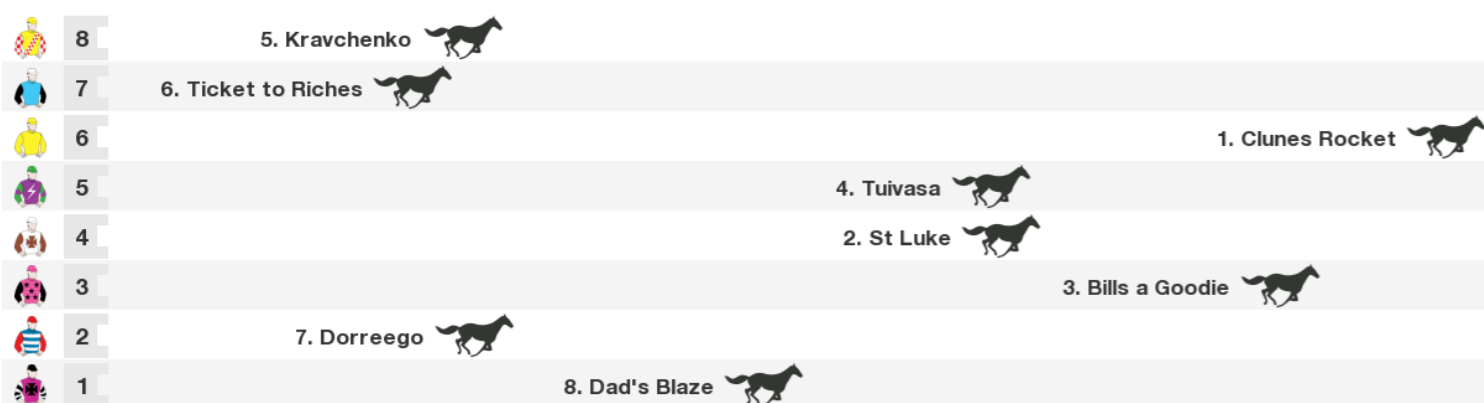 8 5. Kravchenko
7 6. Ticket to Riches
6 1. Clunes Rocket
5 4. Tuivasa
4 2. St Luke
3 3. Bills a Goodie
2 7. Dorreego
1 8. Dad's Blaze